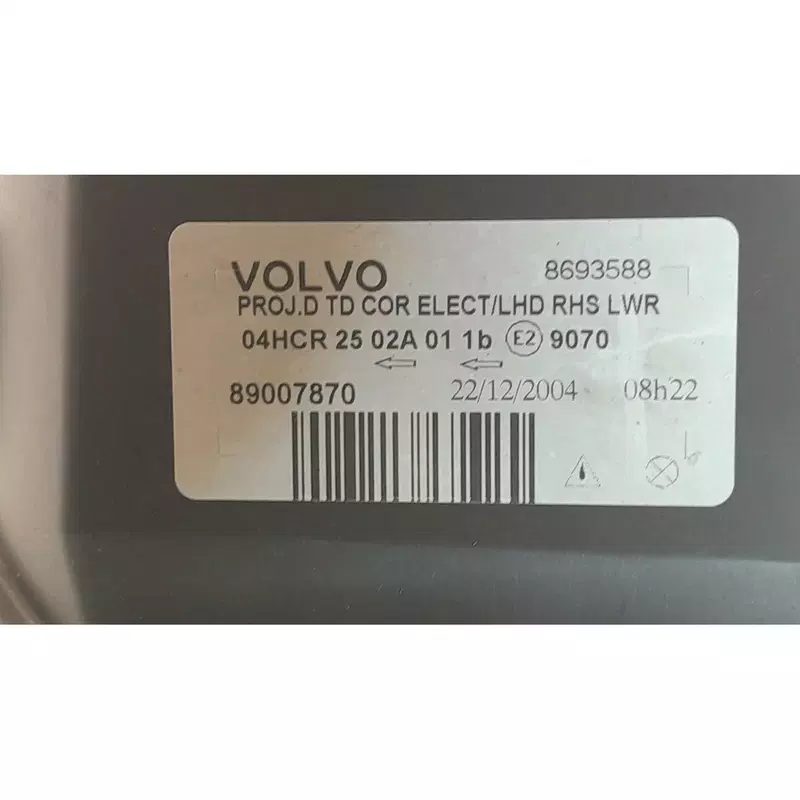 VOLVO 8693588
PROJ.D TD COR ELECT/LHD RHS LWR
04HCR 25 02A 01 1b E2 9070
89007870 22/12/2004 08h22